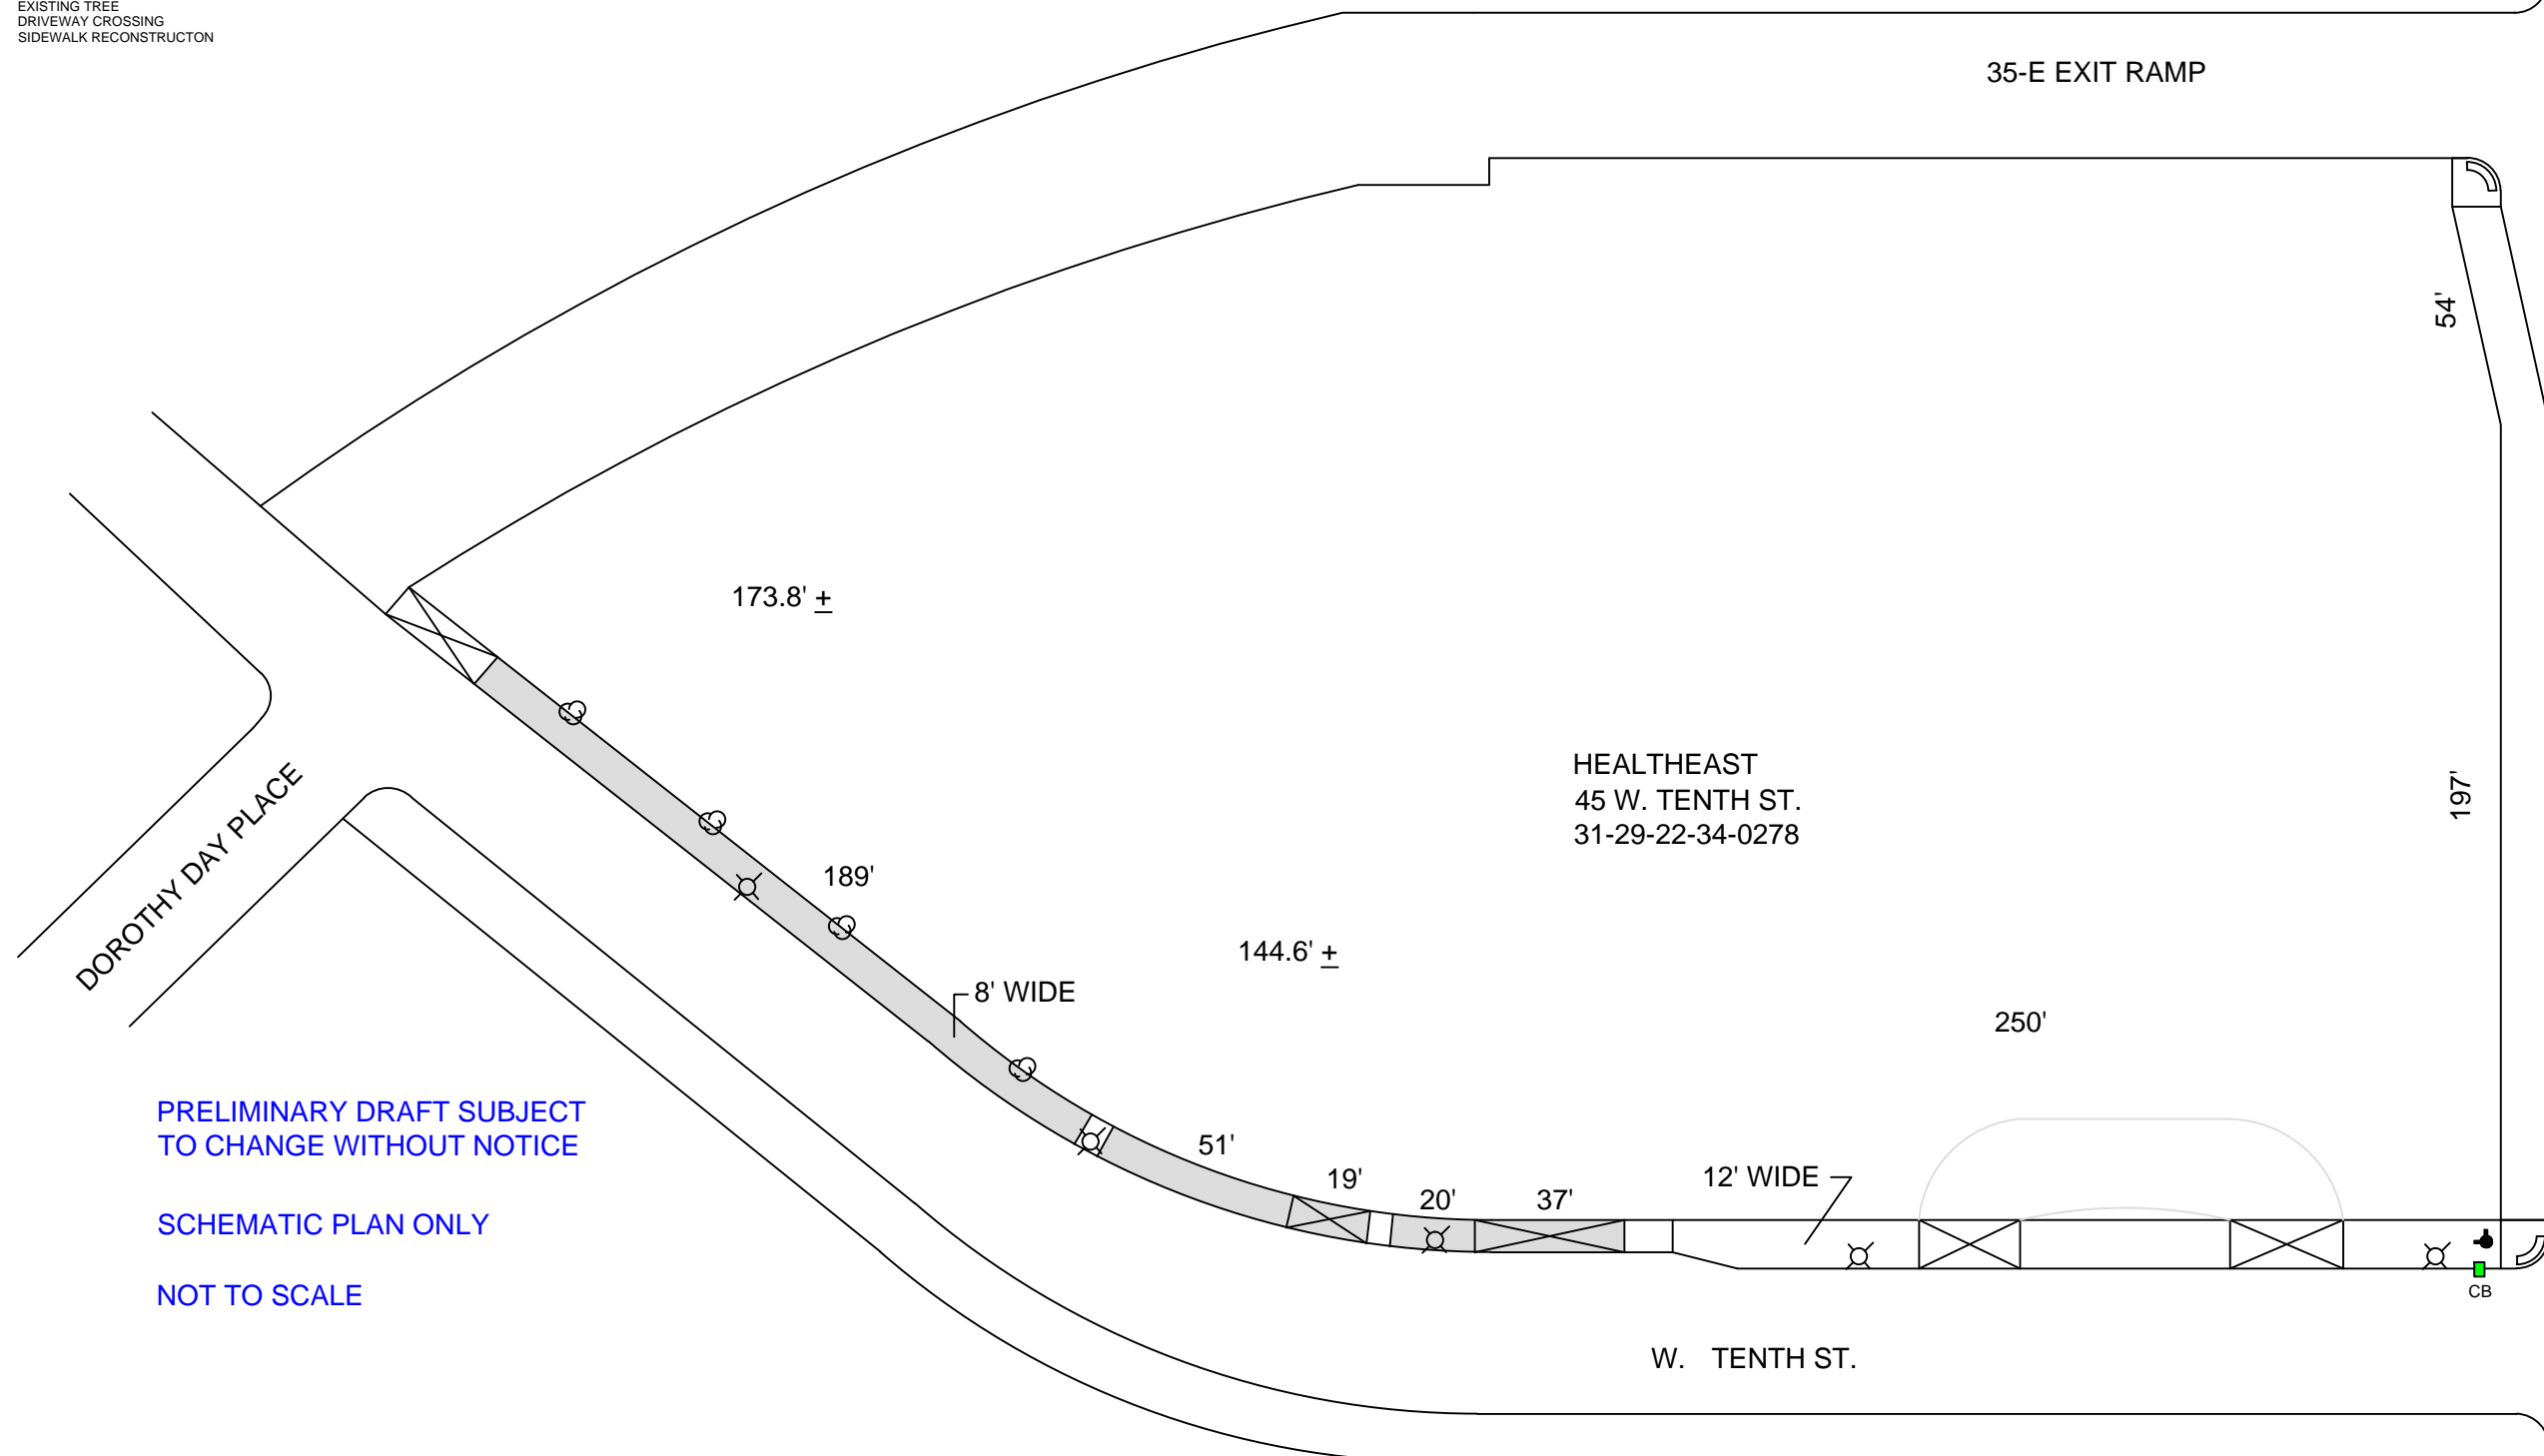 EXISTING TREE
DRIVEWAY CROSSING
SIDEWALK RECONSTRUCTON
35-E EXIT RAMP
54'
173.8' ±
HEALTHEAST
45 W. TENTH ST.
31-29-22-34-0278
197'
DOROTHY DAY PLACE
189'
144.6' ±
8' WIDE
250'
PRELIMINARY DRAFT SUBJECT
TO CHANGE WITHOUT NOTICE
51'
19'
20'
37'
12' WIDE
SCHEMATIC PLAN ONLY
NOT TO SCALE
CB
W. TENTH ST.